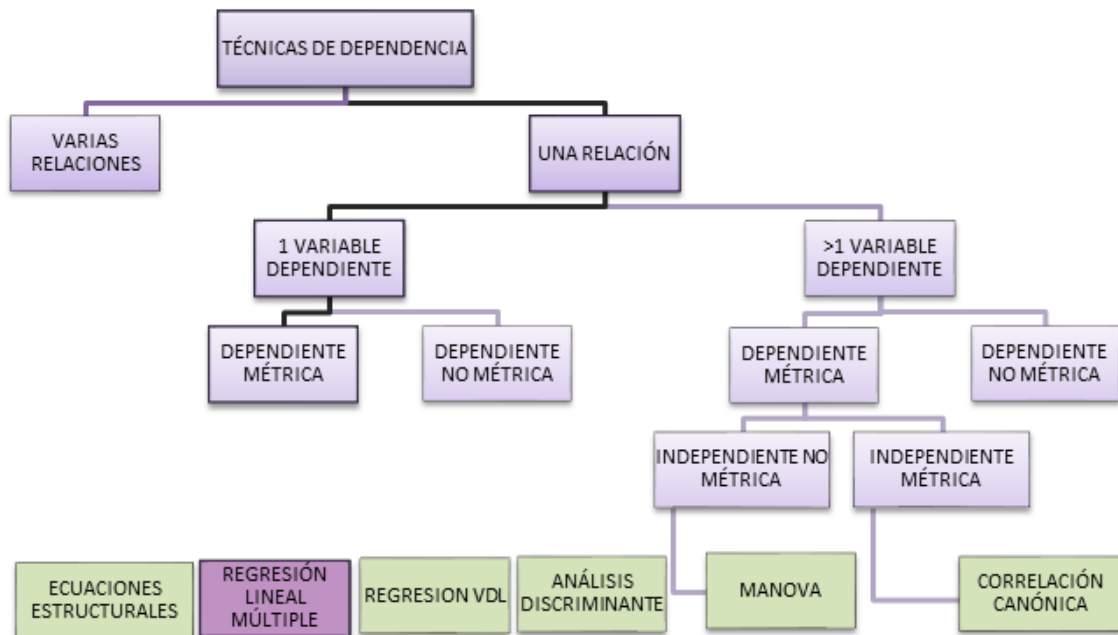 TÉCNICAS DE DEPENDENCIA
VARIAS
RELACIONES
UNA RELACIÓN
1 VARIABLE
DEPENDIENTE
>1 VARIABLE
DEPENDIENTE
DEPENDIENTE
MÉTRICA
DEPENDIENTE
NO MÉTRICA
DEPENDIENTE
MÉTRICA
DEPENDIENTE
NO MÉTRICA
INDEPENDIENTE NO
MÉTRICA
INDEPENDIENTE
MÉTRICA
ECUACIONES
ESTRUCTURALES
REGRESIÓN
LINEAL
MÚLTIPLE
REGRESION VDL
ANÁLISIS
DISCRIMINANTE
MANOVA
CORRELACIÓN
CANÓNICA